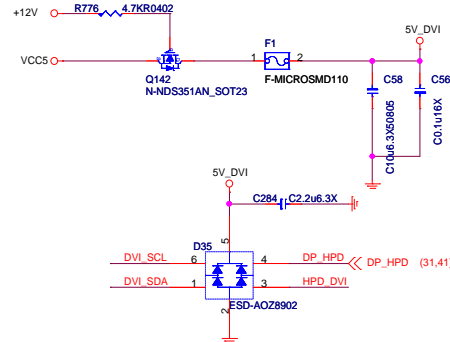 +12V R776 4.7KR0402
5V_DVI
F1
VCC5 1 2
Q142 F-MICROSMD110 C58 C56
N-NDS351AN_SOT23
C10u6.3X50805
C0.1u16X
5V_DVI
C284 C2.2u6.3X
D35
5
DVI_SCL 6 4 DP_HPD DP_HPD (31,41)
DVI_SDA 1 3 HPD_DVI
2
ESD-AOZ8902